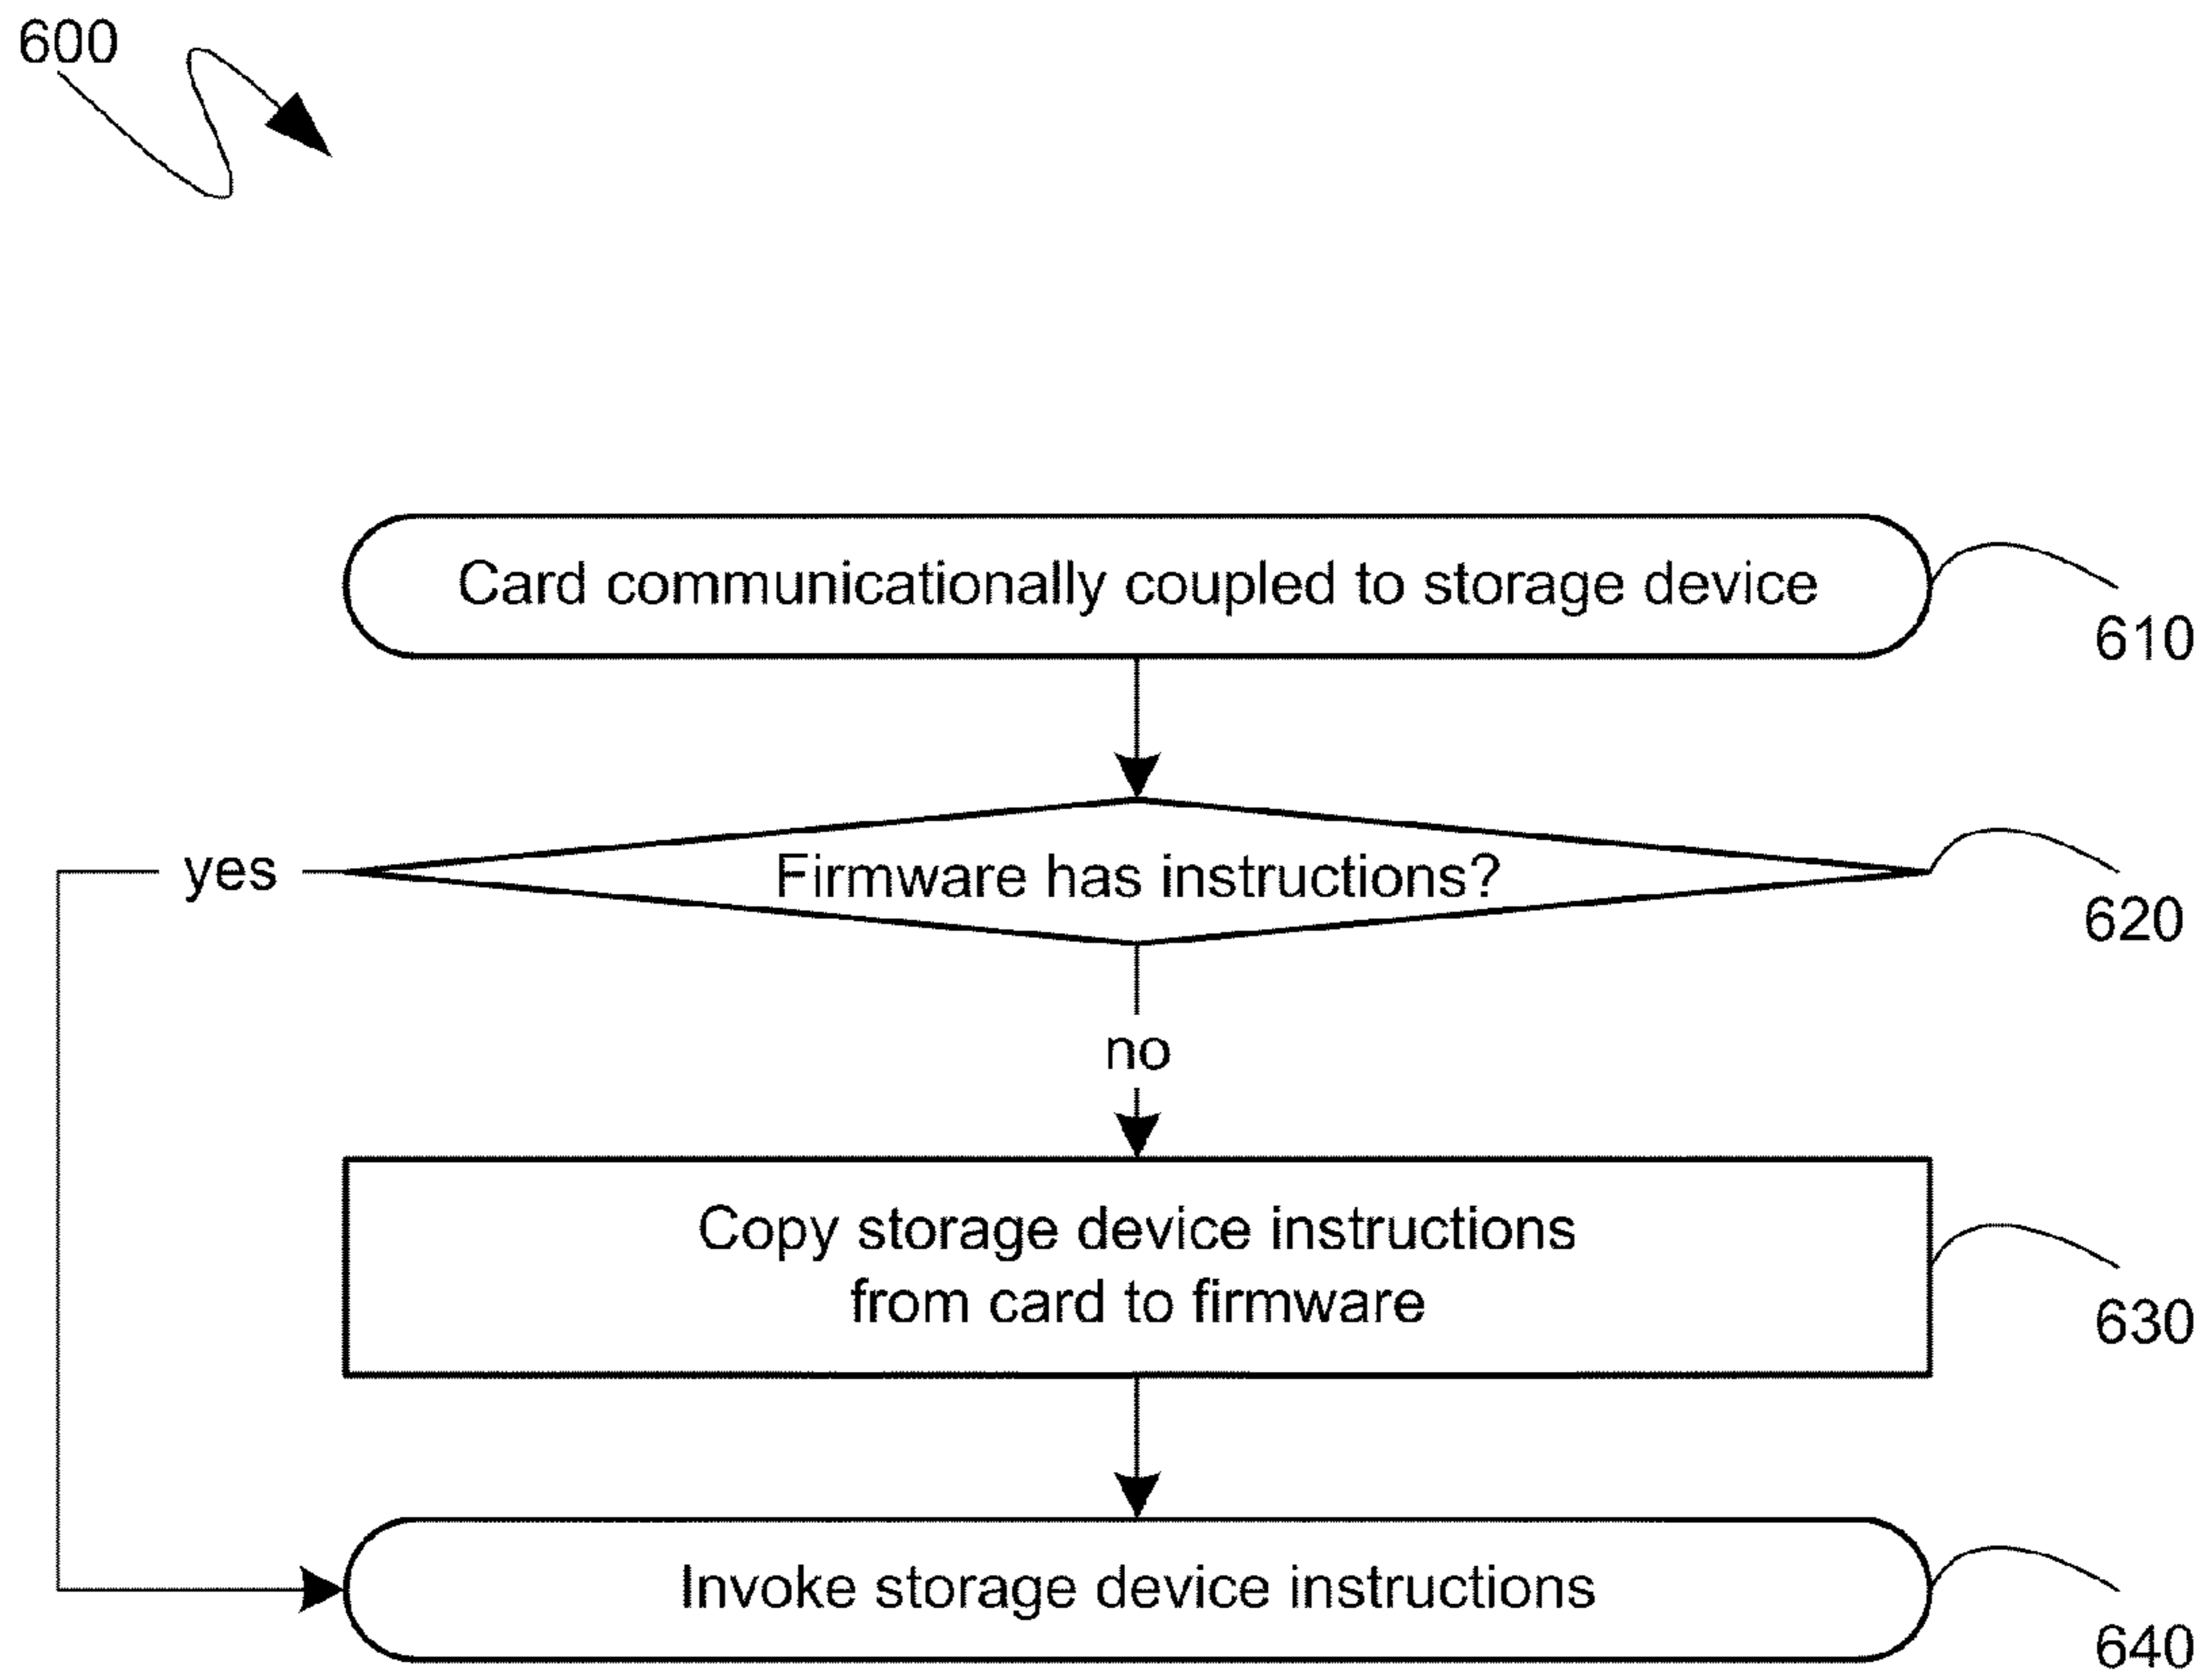 600
Card communicationally coupled to storage device
610
Firmware has instructions?
yes
620
no
Copy storage device instructions
from card to firmware
630
Invoke storage device instructions
640